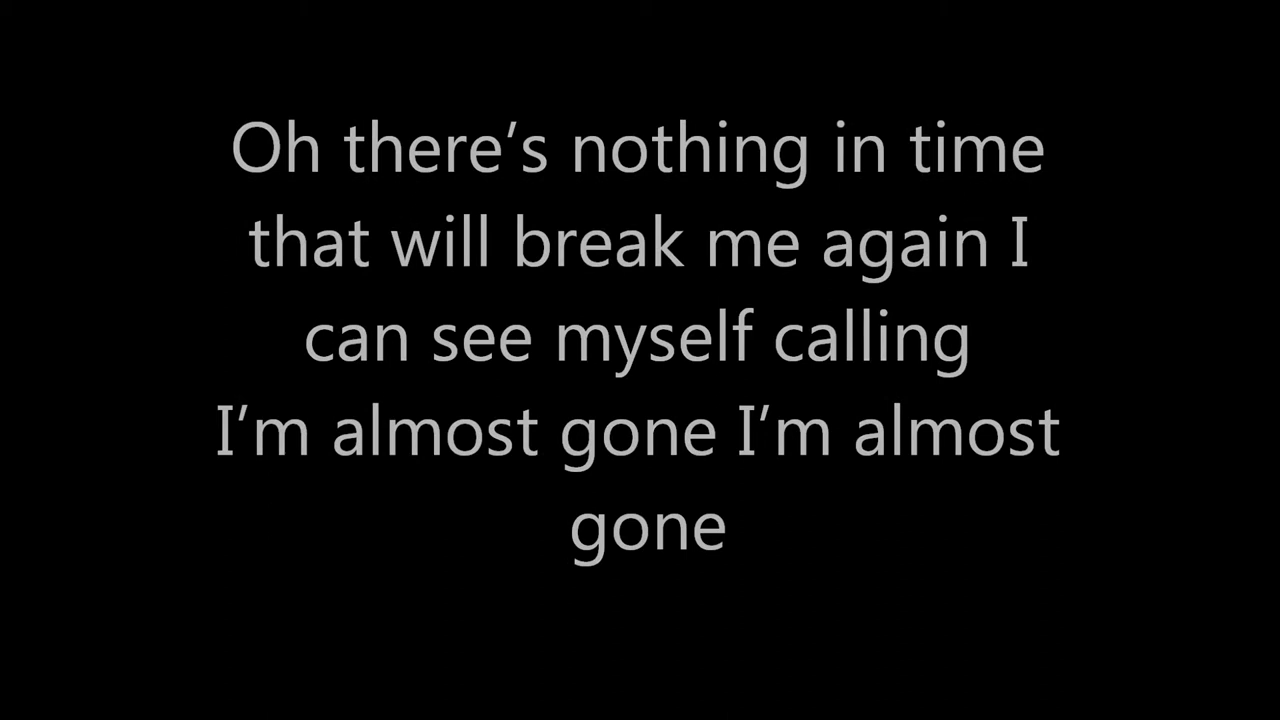 Oh there’s nothing in time
that will break me again I
can see myself calling
I’m almost gone I’m almost
gone